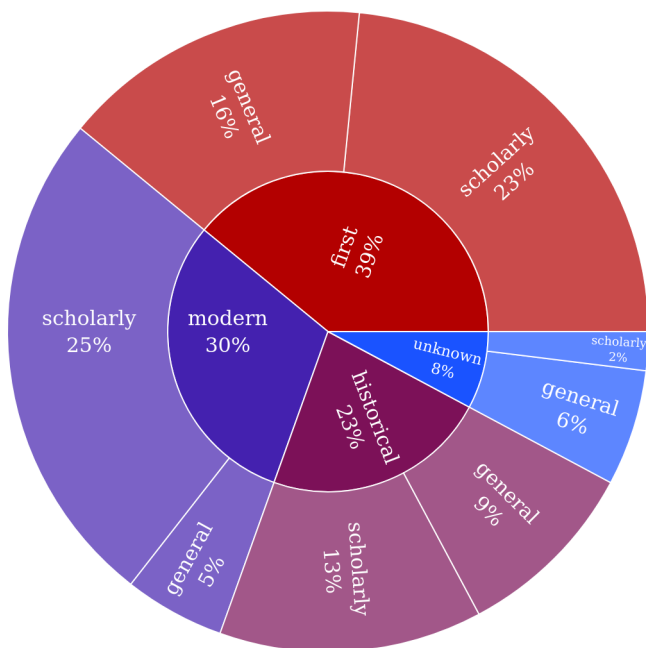 general
16%
scholarly
23%
first
39%
scholarly
25%
modern
30%
unknown
8%
scholarly
2%
general
6%
historical
23%
general
9%
general
5%
scholarly
13%